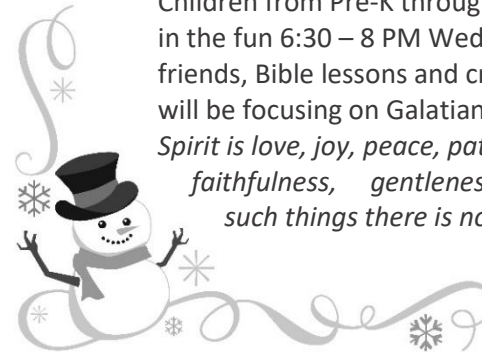 Children from Pre-K through
in the fun 6:30 – 8 PM Wed
friends, Bible lessons and cr
will be focusing on Galatian
Spirit is love, joy, peace, pat
faithfulness, gentlenes
such things there is no